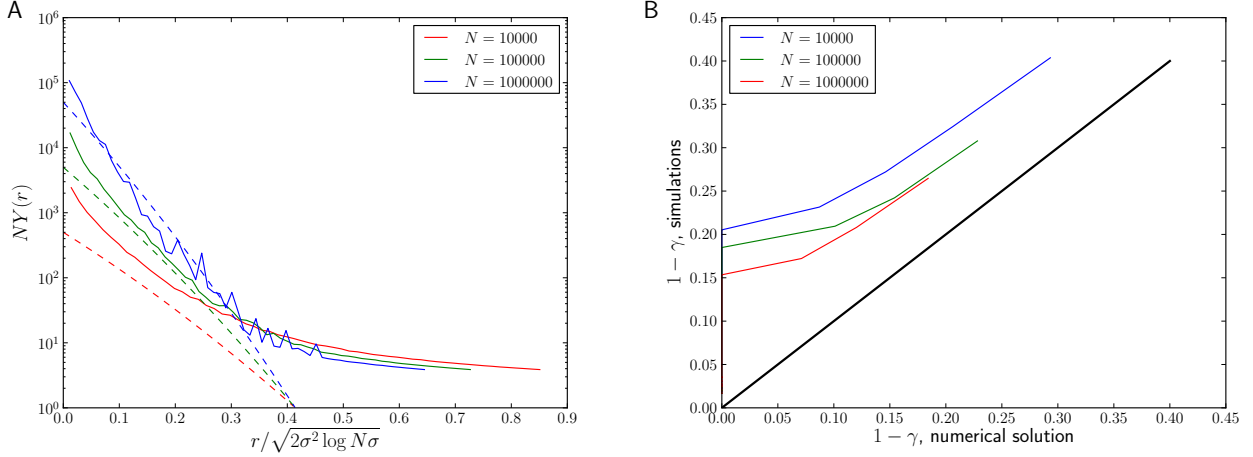 A
10^6
10^5
10^4
10^3
10^2
10^1
10^0
NY(r)
N = 10000
N = 100000
N = 1000000
0.0 0.1 0.2 0.3 0.4 0.5 0.6 0.7 0.8 0.9
r/√(2σ² log Nσ)
B
0.45
0.40
0.35
0.30
0.25
0.20
0.15
0.10
0.05
0.00
1 − γ, simulations
N = 10000
N = 100000
N = 1000000
0.00 0.05 0.10 0.15 0.20 0.25 0.30 0.35 0.40 0.45
1 − γ, numerical solution